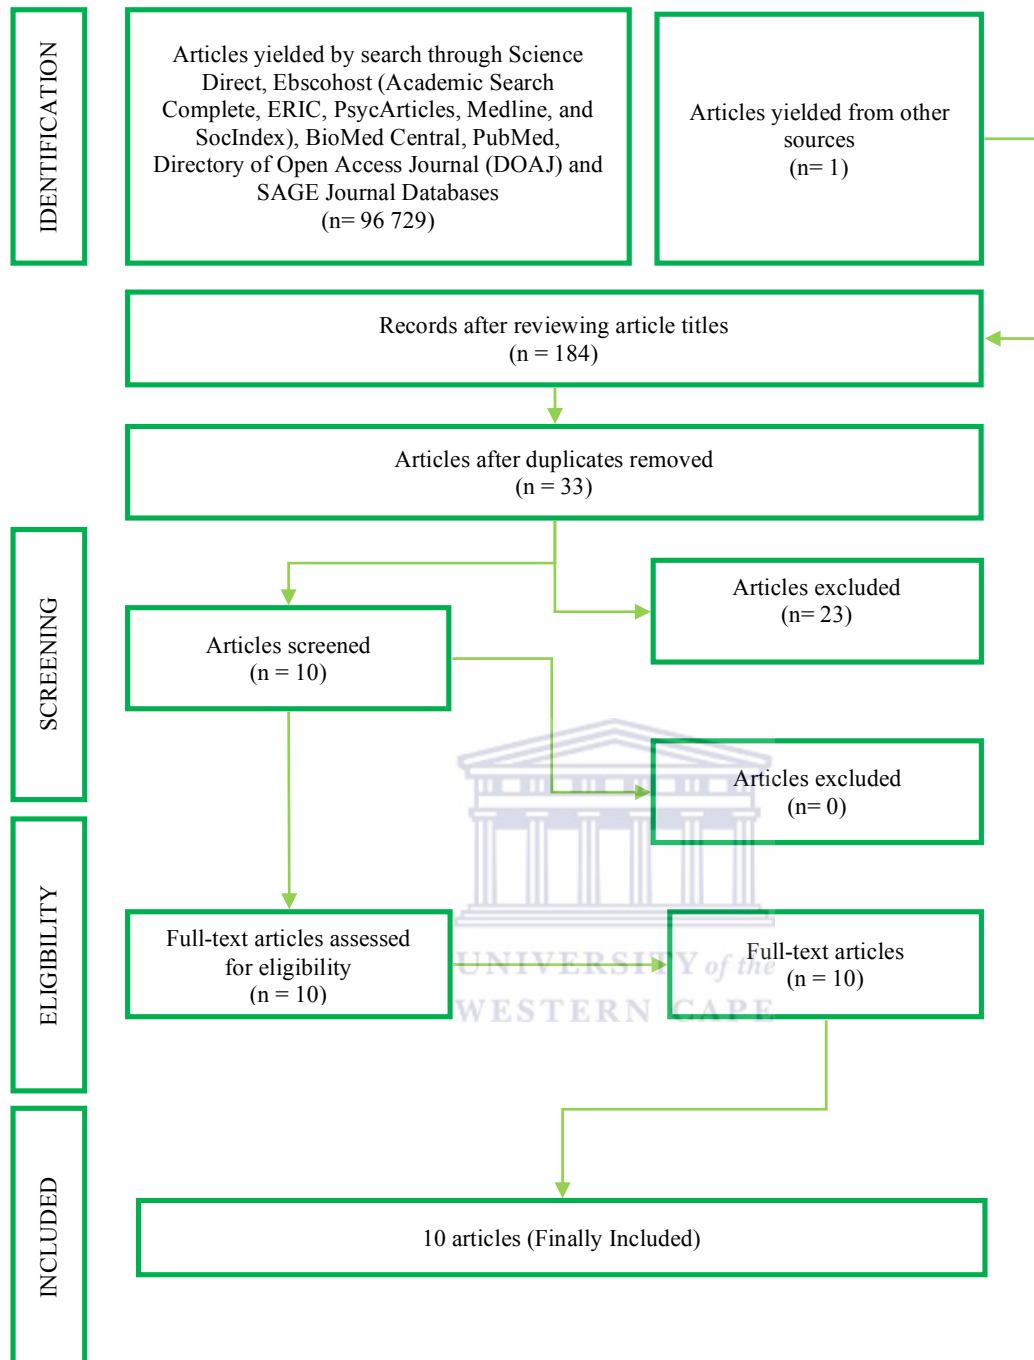 IDENTIFICATION
Articles yielded by search through Science
Direct, Ebscohost (Academic Search
Complete, ERIC, PsycArticles, Medline, and
SocIndex), BioMed Central, PubMed,
Directory of Open Access Journal (DOAJ) and
SAGE Journal Databases
(n= 96 729)
Articles yielded from other
sources
(n= 1)
Records after reviewing article titles
(n = 184)
Articles after duplicates removed
(n = 33)
SCREENING
Articles excluded
(n= 23)
Articles screened
(n = 10)
Articles excluded
(n= 0)
ELIGIBILITY
Full-text articles assessed
for eligibility
(n = 10)
Full-text articles
(n = 10)
UNIVERSITY of the
WESTERN CAPE
INCLUDED
10 articles (Finally Included)